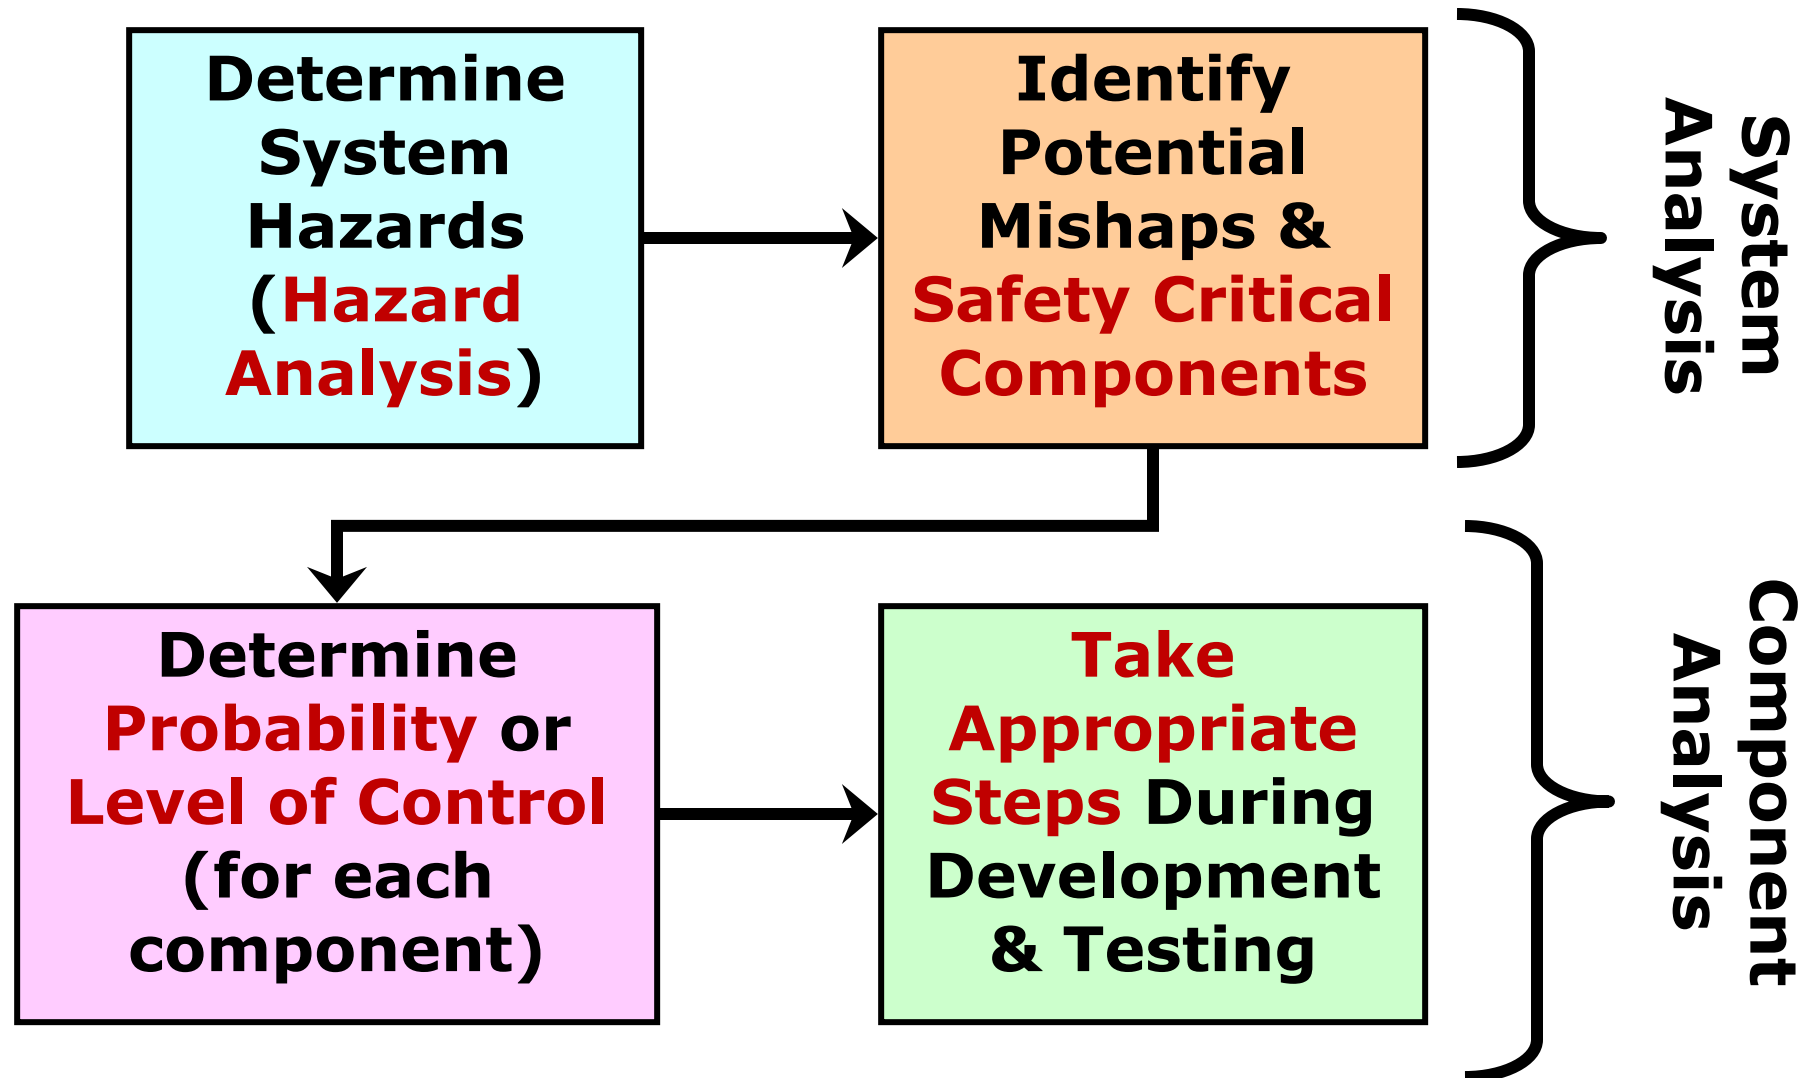 Determine
System
Hazards
(Hazard
Analysis)
Identify
Potential
Mishaps &
Safety Critical
Components
System
Analysis
Determine
Probability or
Level of Control
(for each
component)
Take
Appropriate
Steps During
Development
& Testing
Component
Analysis